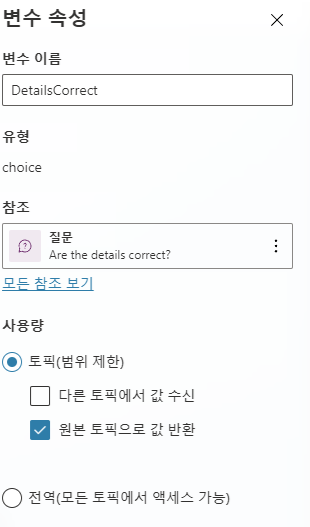 변수 속성
변수 이름
DetailsCorrect
유형
choice
참조
질문
Are the details correct?
모든 참조 보기
사용량
토픽(범위 제한)
다른 토픽에서 값 수신
원본 토픽으로 값 반환
전역(모든 토픽에서 액세스 가능)